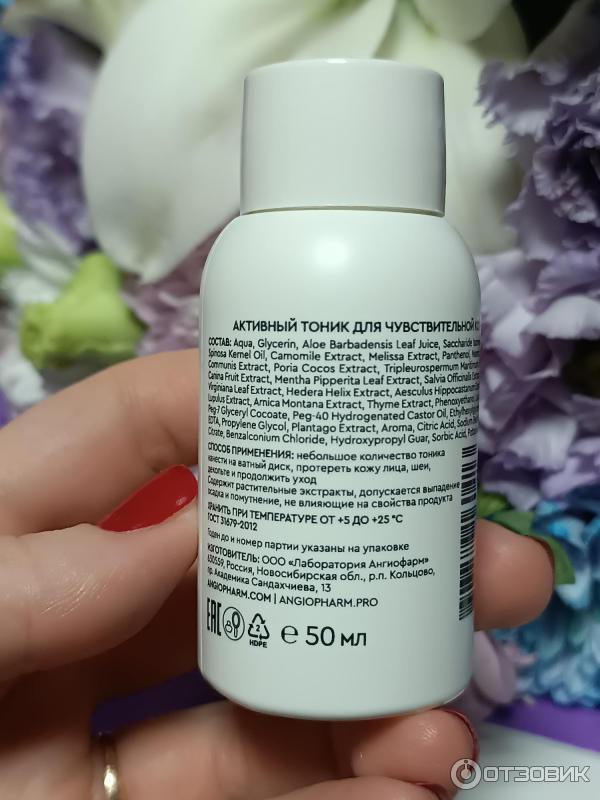 АКТИВНЫЙ ТОНИК ДЛЯ ЧУВСТВИТЕЛЬНОЙ
СОСТАВ: Aqua, Glycerin, Aloe Barbadensis Leaf Juice, Saccharide
Spinosa Kernel Oil, Camomile Extract, Melissa Extract, Panthenol,
Communis Extract, Poria Cocos Extract, Tripleurospermum
Canina Fruit Extract, Mentha Pipperita Leaf Extract, Salvia Officinalis
Virginiana Leaf Extract, Hedera Helix Extract, Aesculus Hippocastanum
Lupulus Extract, Arnica Montana Extract, Thyme Extract,
Peg-7 Glyceryl Cocoate, Peg-40 Hydrogenated Castor Oil,
EDTA, Propylene Glycol, Plantago Extract, Aroma, Citric Acid, Sodium
Citrate, Benzalconium Chloride, Hydroxypropyl Guar, Sorbic Acid,
СПОСОБ ПРИМЕНЕНИЯ: небольшое количество тоника
нанести на ватный диск, протереть кожу лица, шеи,
декольте и продолжить уход
Содержит растительные экстракты, допускается выпадение
осадка и помутнение, не влияющие на свойства продукта
ХРАНИТЬ ПРИ ТЕМПЕРАТУРЕ ОТ +5 ДО +25 °С
ГОСТ 31679-2012
Годен до и номер партии указаны на упаковке
ИЗГОТОВИТЕЛЬ: ООО «Лаборатория Ангиофарм»
630559, Россия, Новосибирская обл., р.п. Кольцово,
пр. Академика Сандахчиева, 13
ANGIOPHARM.COM | ANGIOPHARM.PRO
EAC 2 HDPE ℮ 50 МЛ
ОТЗОВИК